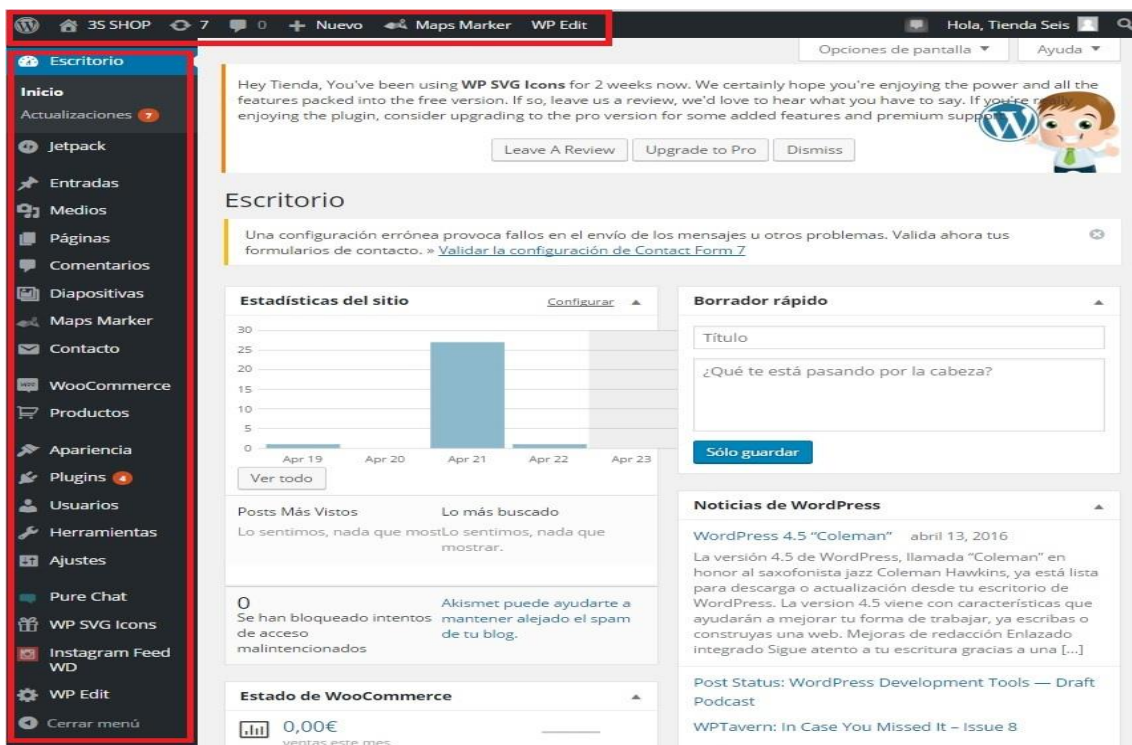 3S SHOP 7 0 Nuevo Maps Marker WP Edit Hola, Tienda Seis
Opciones de pantalla Ayuda
Escritorio
Inicio
Actualizaciones 7
Jetpack
Entradas
Medios
Páginas
Comentarios
Diapositivas
Maps Marker
Contacto
WooCommerce
Productos
Apariencia
Plugins 4
Usuarios
Herramientas
Ajustes
Pure Chat
WP SVG Icons
Instagram Feed
WD
WP Edit
Cerrar menú
Hey Tienda, You've been using WP SVG Icons for 2 weeks now. We certainly hope you're enjoying the power and all the
features packed into the free version. If so, leave us a review, we'd love to hear what you have to say. If you're really
enjoying the plugin, consider upgrading to the pro version for some added features and premium support.
Leave A Review Upgrade to Pro Dismiss
Escritorio
Una configuración errónea provoca fallos en el envío de los mensajes u otros problemas. Valida ahora tus
formularios de contacto. » Validar la configuración de Contact Form 7
Estadísticas del sitio Configurar
30
25
20
15
10
5
0
Apr 19 Apr 20 Apr 21 Apr 22 Apr 23
Ver todo
Posts Más Vistos Lo más buscado
Lo sentimos, nada que most Lo sentimos, nada que
mostrar.
0
Se han bloqueado intentos
de acceso
malintencionados
Akismet puede ayudarte a
mantener alejado el spam
de tu blog.
Estado de WooCommerce
0,00€
ventas este mes
Borrador rápido
Título
¿Qué te está pasando por la cabeza?
Sólo guardar
Noticias de WordPress
WordPress 4.5 "Coleman" abril 13, 2016
La versión 4.5 de WordPress, llamada "Coleman" en
honor al saxofonista jazz Coleman Hawkins, ya está lista
para descarga o actualización desde tu escritorio de
WordPress. La version 4.5 viene con características que
ayudarán a mejorar tu forma de trabajar, ya escribas o
construyas una web. Mejoras de redacción Enlazado
integrado Sigue atento a tu escritura gracias a una [...]
Post Status: WordPress Development Tools — Draft
Podcast
WPTavern: In Case You Missed It – Issue 8